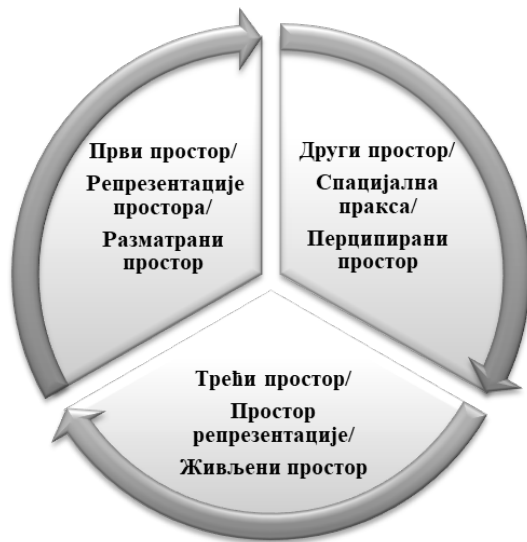 Први простор/
Репрезентације
простора/
Разматрани
простор
Други простор/
Спацијална
пракса/
Перципирани
простор
Трећи простор/
Простор
репрезентације/
Живљени простор